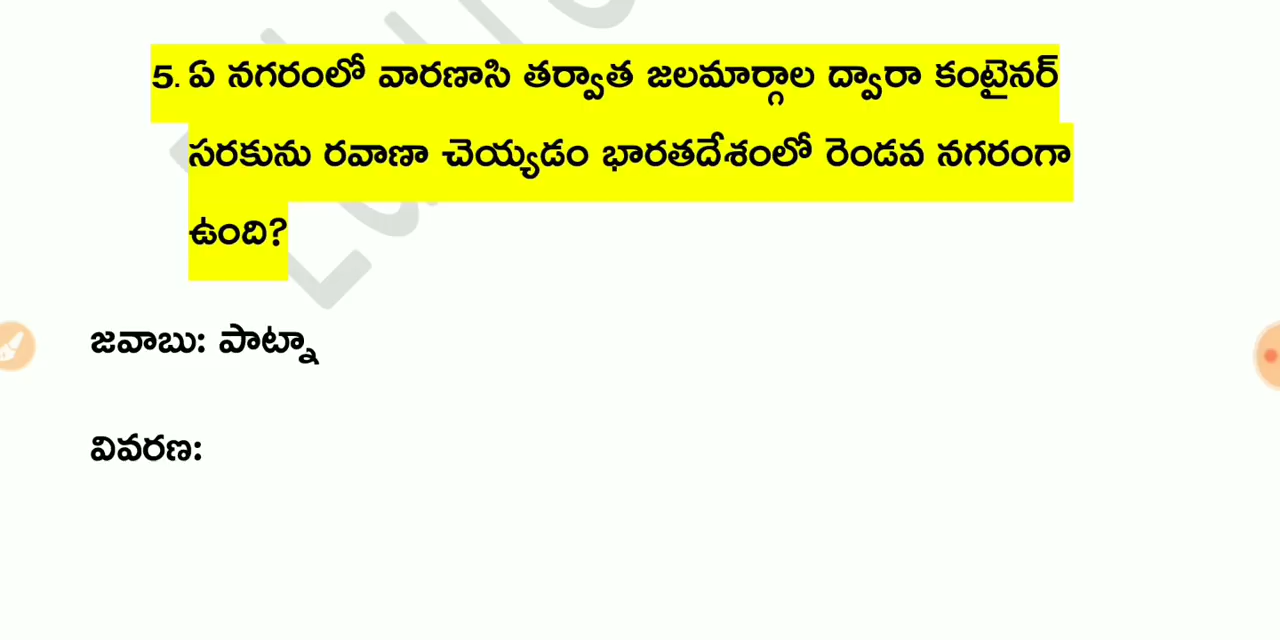 5. ఏ నగరంలో వారణాసి తర్వాత జలమార్గాల ద్వారా కంటైనర్
సరకును రవాణా చెయ్యడం భారతదేశంలో రెండవ నగరంగా
ఉంది?
జవాబు: పాట్నా
వివరణ: